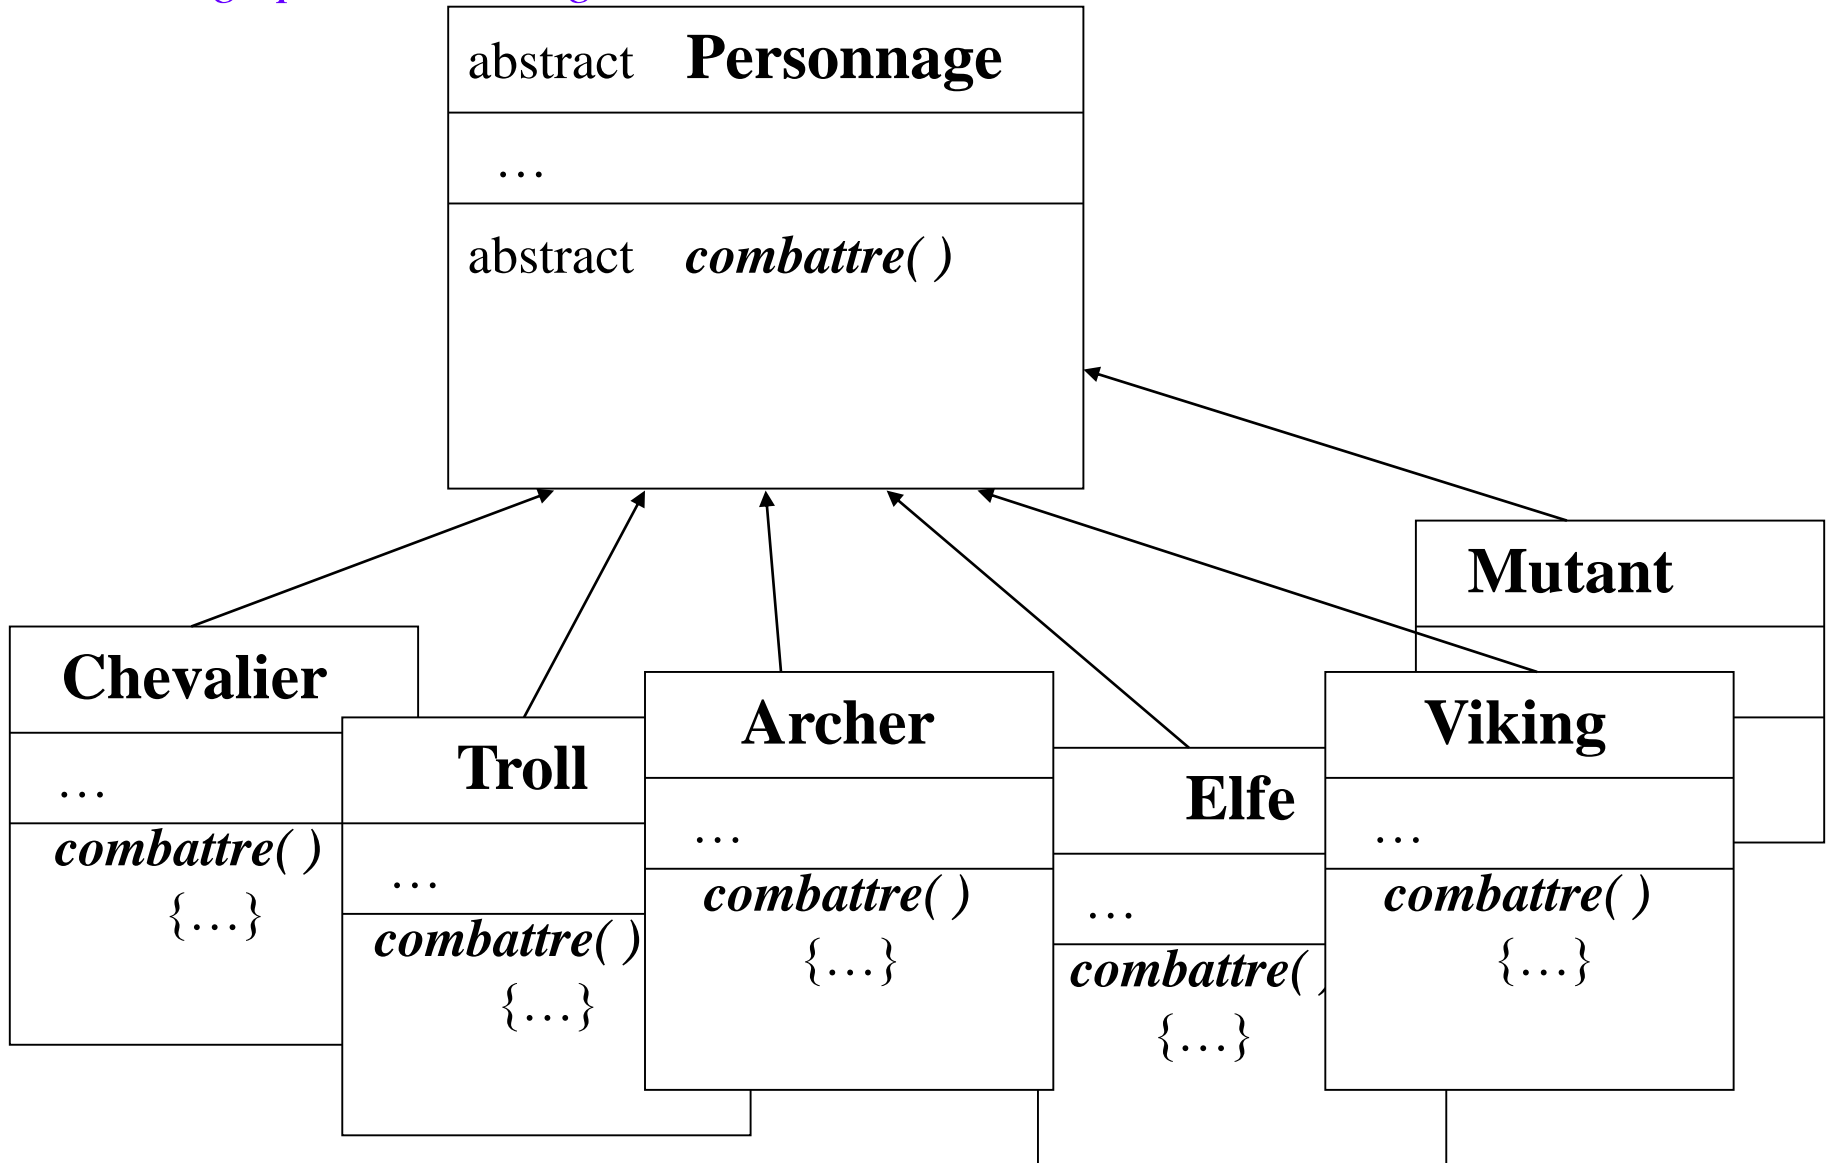 abstract Personnage
…
abstract combattre( )
Mutant
Chevalier
…
combattre( )
{…}
Troll
…
combattre( )
{…}
Archer
…
combattre( )
{…}
Elfe
…
combattre(
{…}
Viking
…
combattre( )
{…}